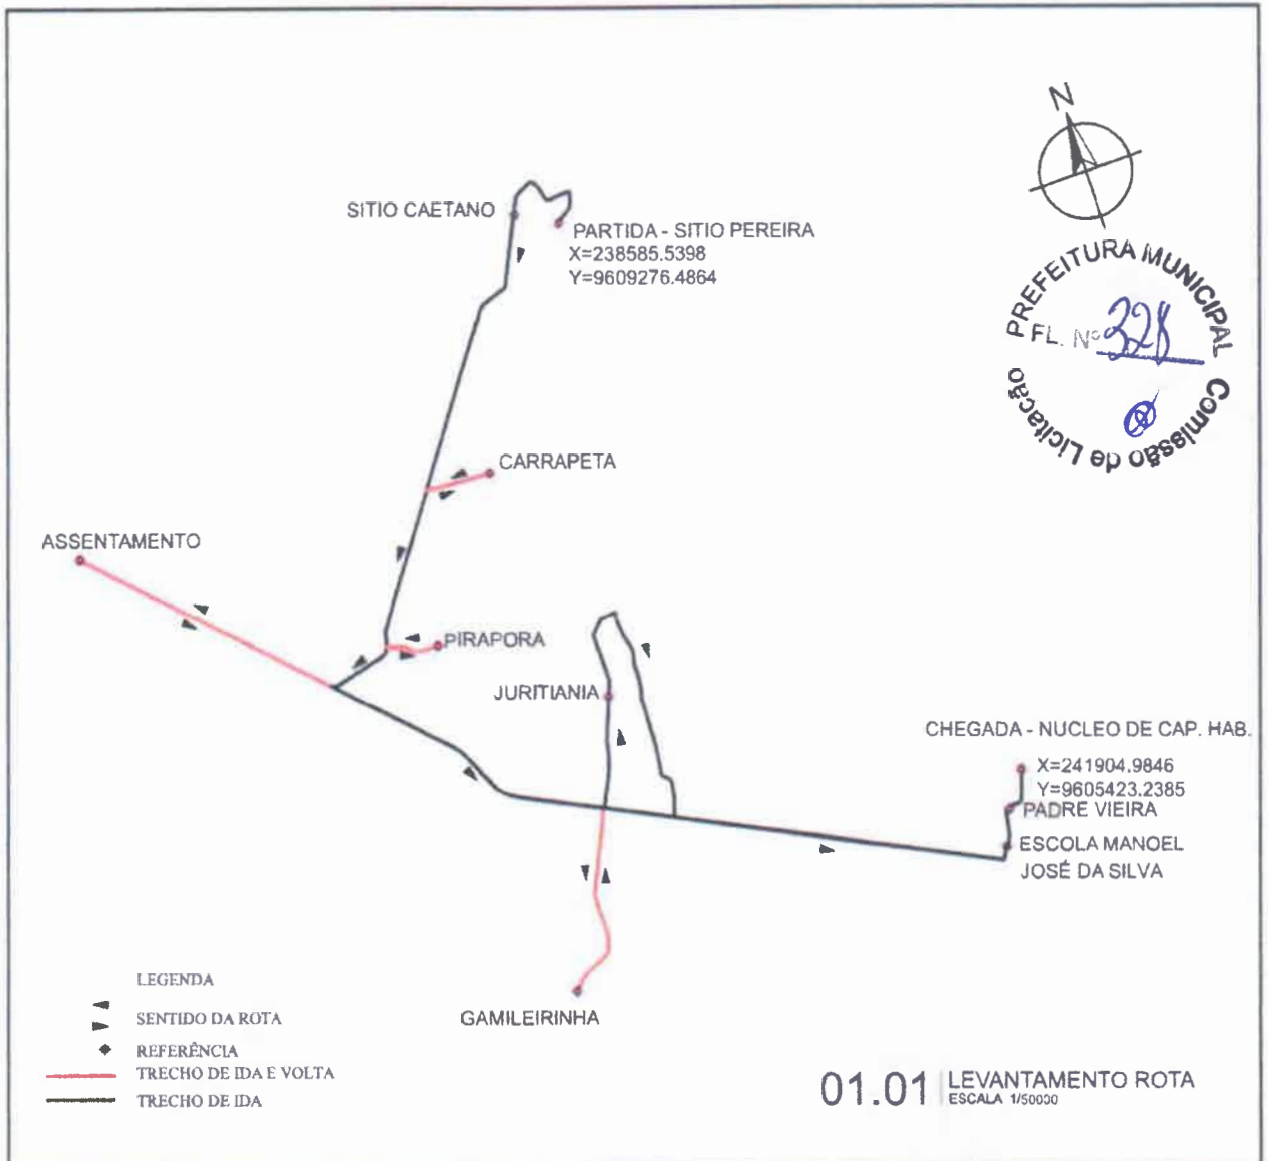 N
SITIO CAETANO
PARTIDA - SITIO PEREIRA
X=238585.5398
Y=9609276.4864
PREFEITURA MUNICIPAL
FL. Nº 328
Comissão de Licitação
CARRAPETA
ASSENTAMENTO
PIRAPORA
JURITIANIA
CHEGADA - NUCLEO DE CAP. HAB.
X=241904.9846
Y=9605423.2385
PADRE VIEIRA
ESCOLA MANOEL
JOSÉ DA SILVA
GAMILEIRINHA
LEGENDA
SENTIDO DA ROTA
REFERÊNCIA
TRECHO DE IDA E VOLTA
TRECHO DE IDA
01.01 LEVANTAMENTO ROTA
ESCALA 1/50000